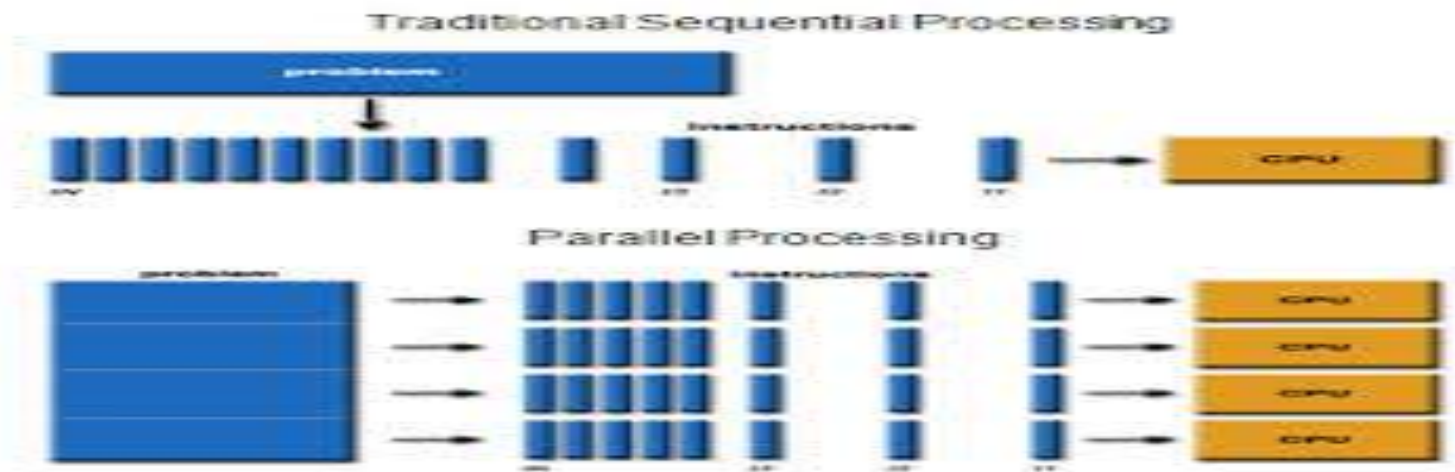 Traditional Sequential Processing
problem
Instructions
CPU
Parallel Processing
problem
Instructions
CPU
CPU
CPU
CPU